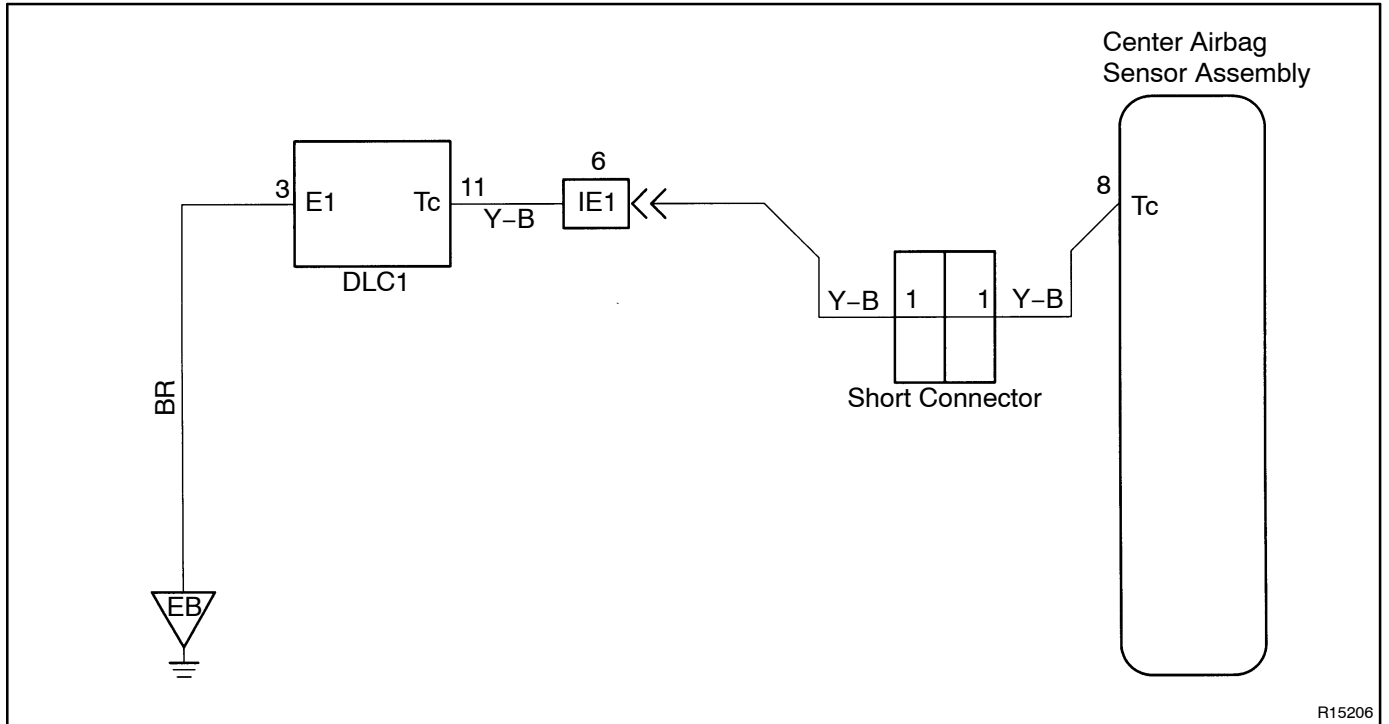 Center Airbag
Sensor Assembly
6
3
E1
Tc
11
IE1
8
Tc
Y−B
DLC1
Y−B
1
1
Y−B
BR
Short Connector
EB
R15206